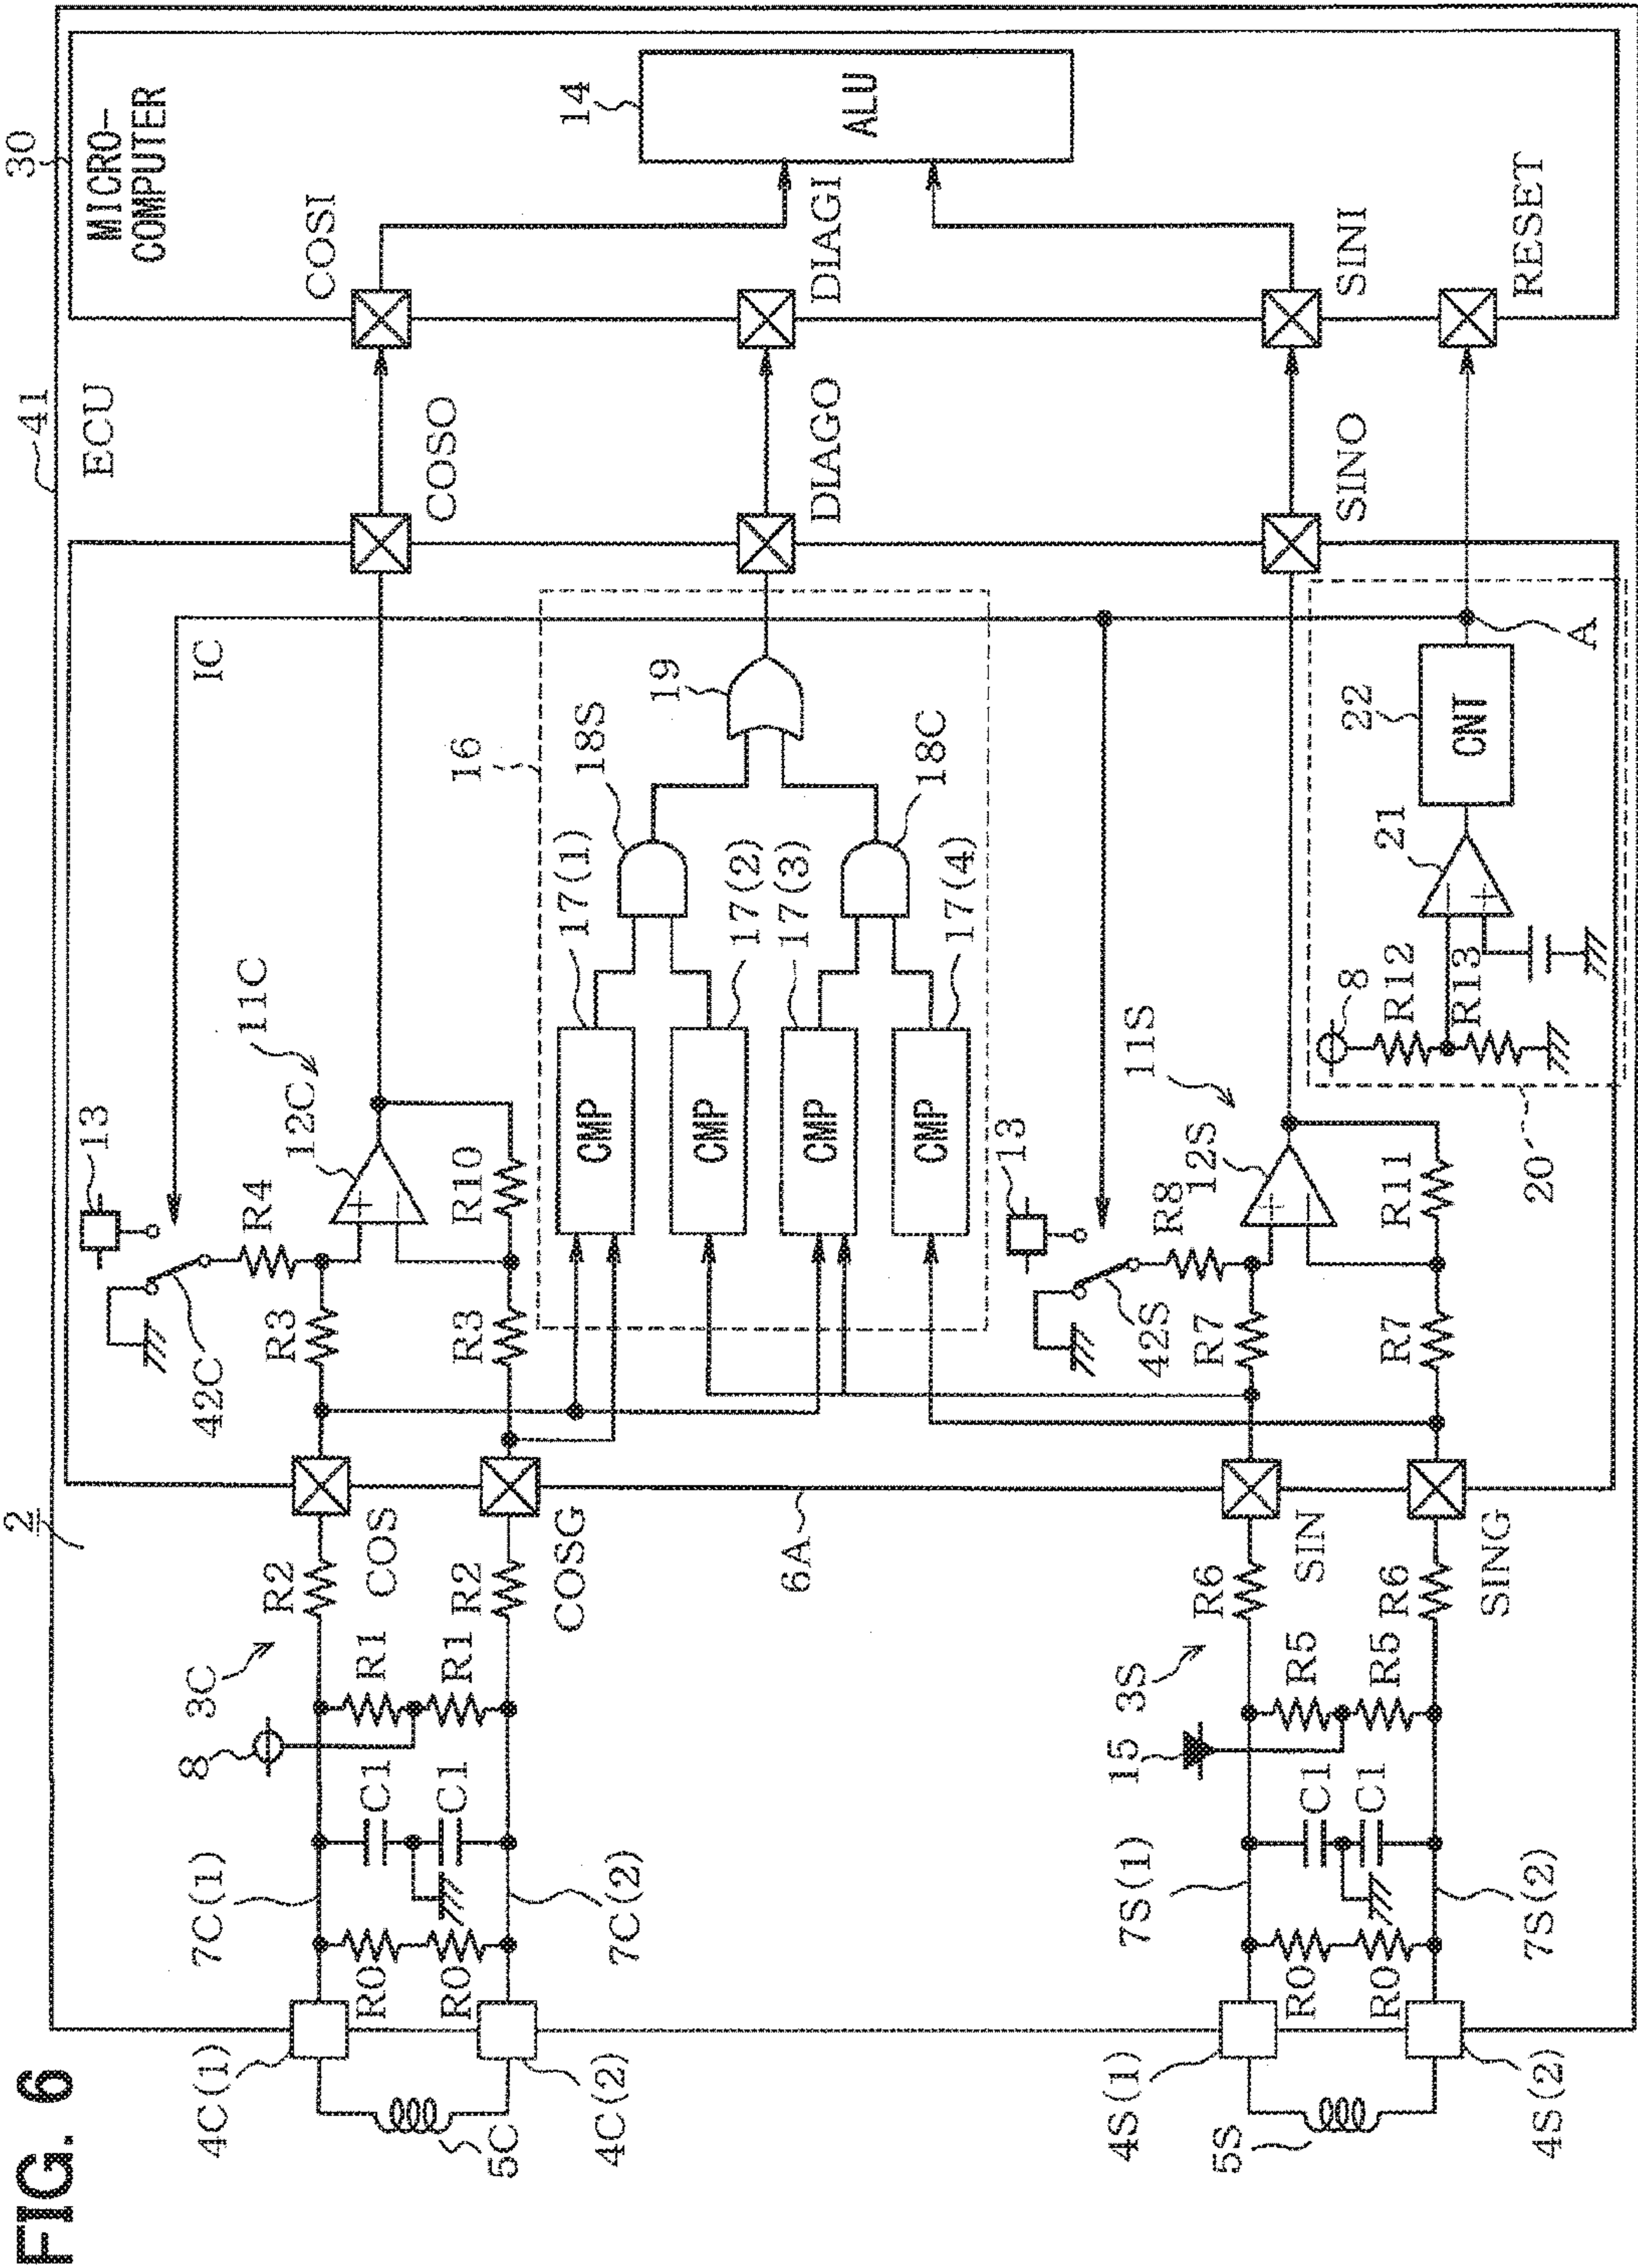 FIG. 6
2
41
ECU
30
MICRO-
COMPUTER
4C(1)
5C
4C(2)
7C(1)
7C(2)
R0
R0
C1
C1
8
3C
R1
R1
R2
R2
COS
COSG
6A
IC
13
42C
R3
R3
R4
12C
11C
R10
COSO
COSI
16
CMP
CMP
CMP
CMP
17(1)
17(2)
17(3)
17(4)
18S
18C
19
DIAGO
DIAGI
14
ALU
4S(1)
5S
4S(2)
7S(1)
7S(2)
R0
R0
C1
C1
15
3S
R5
R5
R6
R6
SIN
SING
13
42S
R7
R7
R8
12S
11S
R11
SINO
SINI
20
8
R12
R13
21
22
CNT
A
RESET
+
−
+
−
−
+